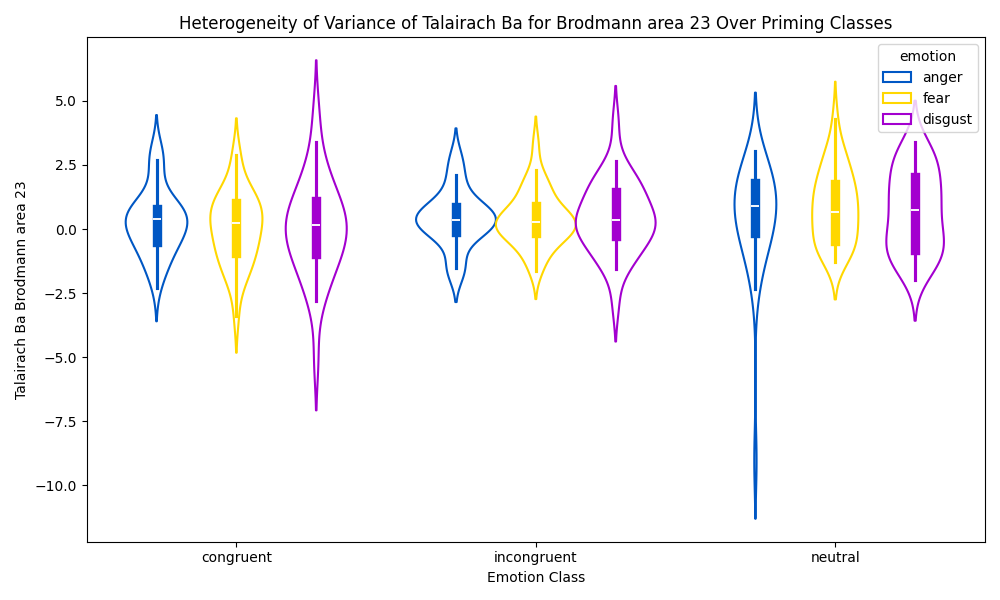 Heterogeneity of Variance of Talairach Ba for Brodmann area 23 Over Priming Classes
emotion
anger
fear
disgust
5.0
2.5
0.0
−2.5
−5.0
−7.5
−10.0
Talairach Ba Brodmann area 23
congruent
incongruent
neutral
Emotion Class